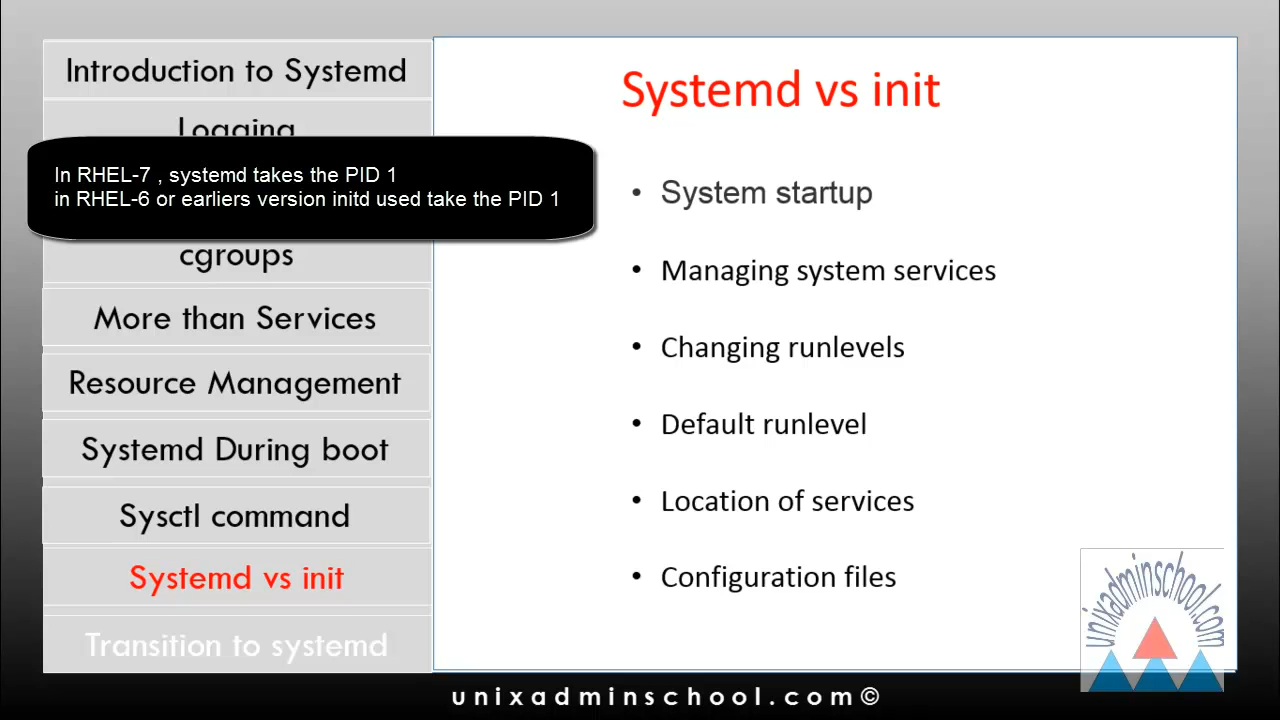 Introduction to Systemd
Logging
In RHEL-7 , systemd takes the PID 1
in RHEL-6 or earliers version initd used take the PID 1
cgroups
More than Services
Resource Management
Systemd During boot
Sysctl command
Systemd vs init
Transition to systemd
Systemd vs init
• System startup
• Managing system services
• Changing runlevels
• Default runlevel
• Location of services
• Configuration files
unixadminschool.com
unixadminschool.com©